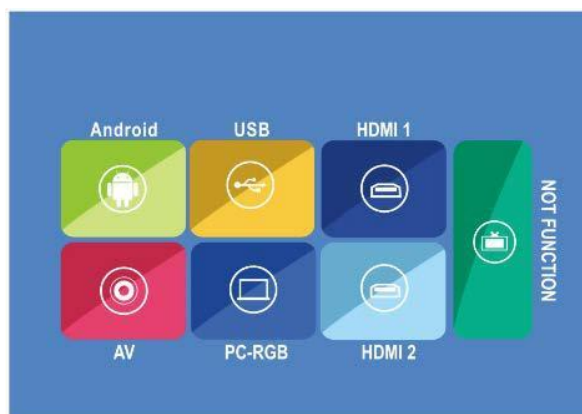 Android
USB
HDMI 1
NOT FUNCTION
AV
PC-RGB
HDMI 2